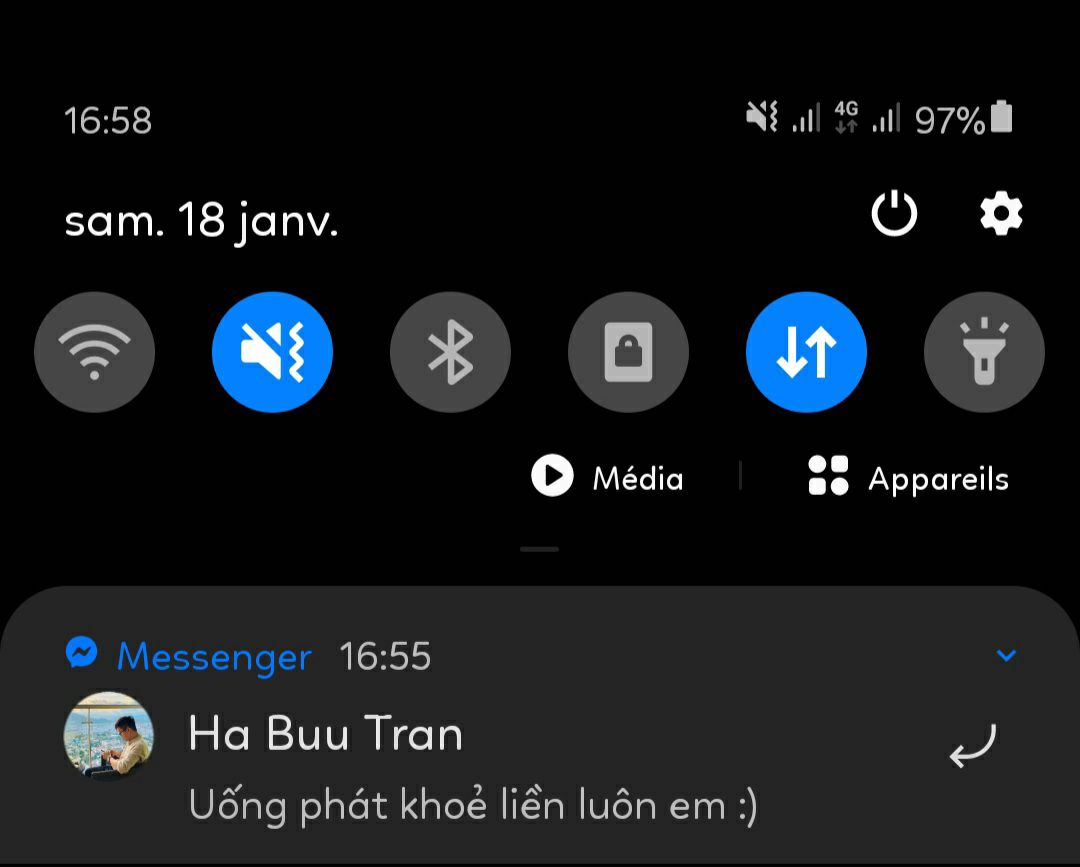 16:58
4G
97%
sam. 18 janv.
Média
Appareils
Messenger 16:55
Ha Buu Tran
Uống phát khoẻ liền luôn em :)